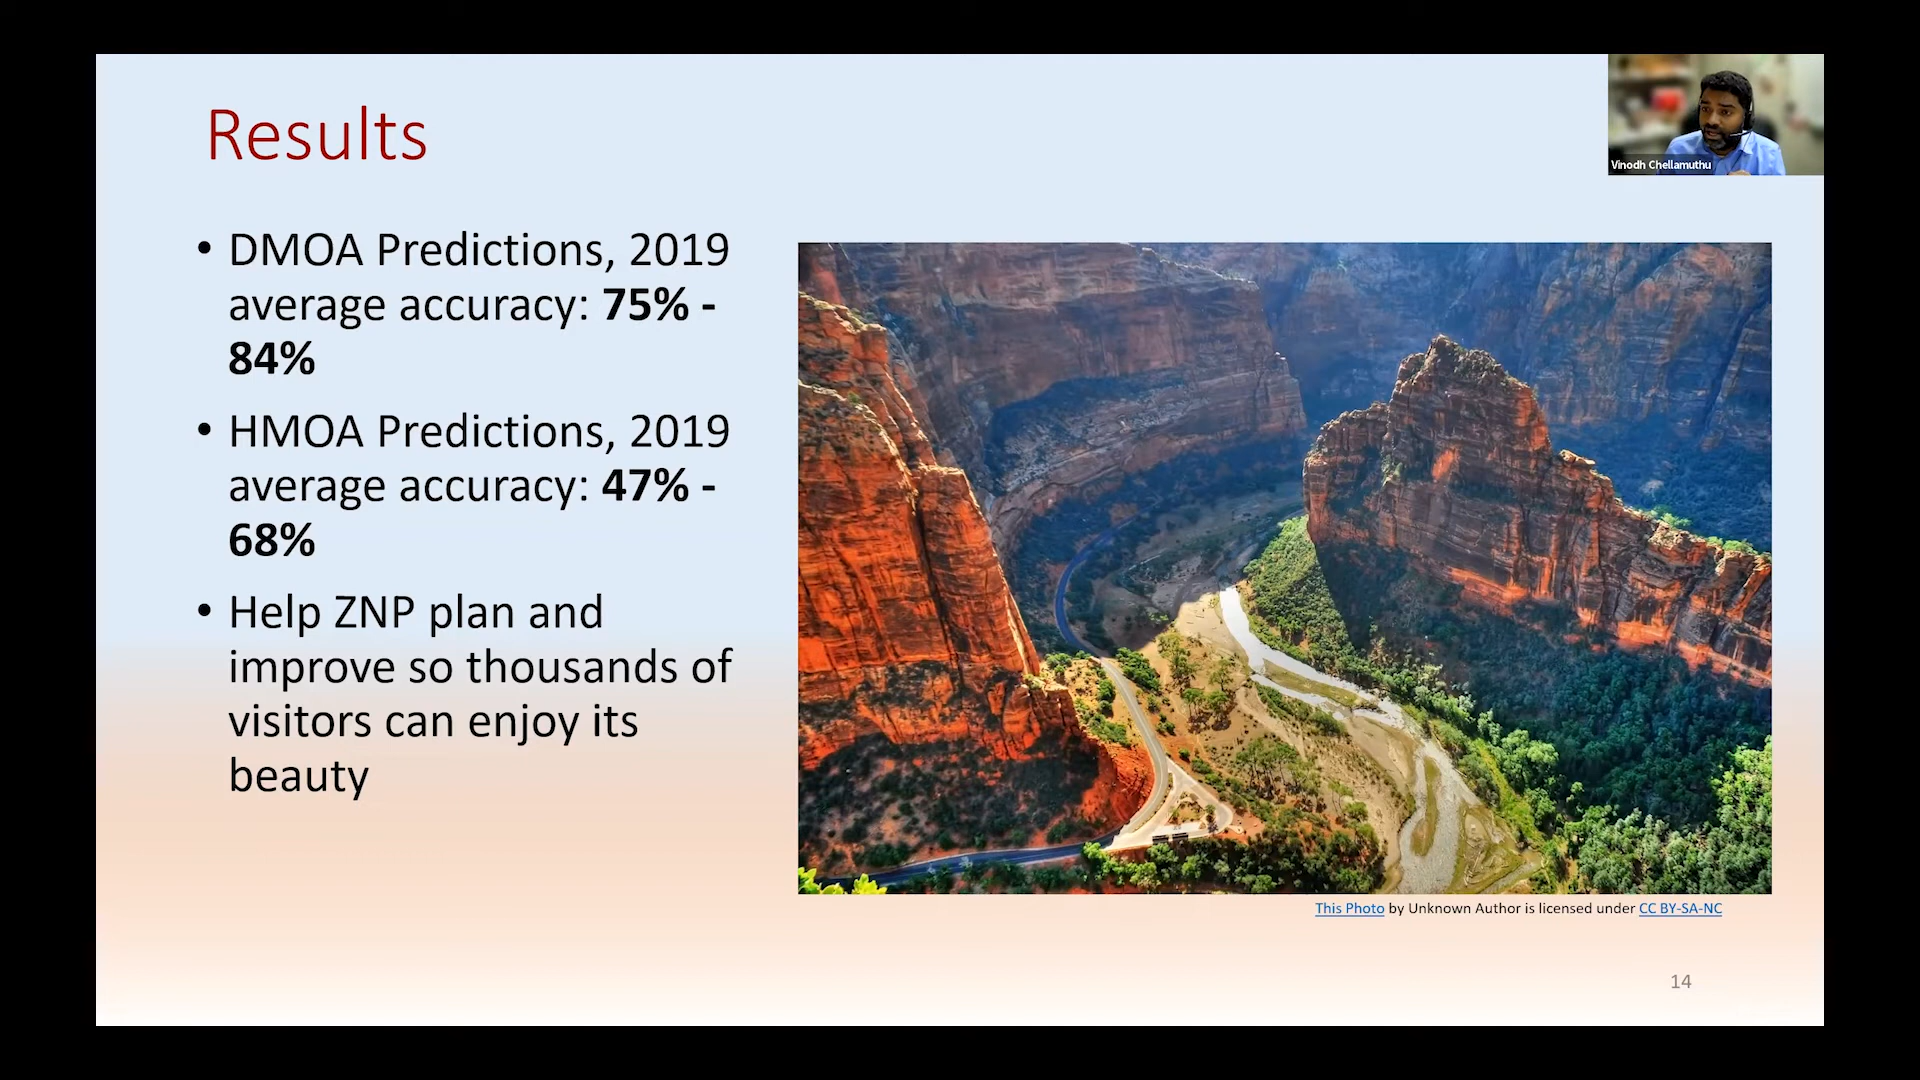 Results
Vinodh Chellamuthu
• DMOA Predictions, 2019
average accuracy: 75% -
84%
• HMOA Predictions, 2019
average accuracy: 47% -
68%
• Help ZNP plan and
improve so thousands of
visitors can enjoy its
beauty
This Photo by Unknown Author is licensed under CC BY-SA-NC
14